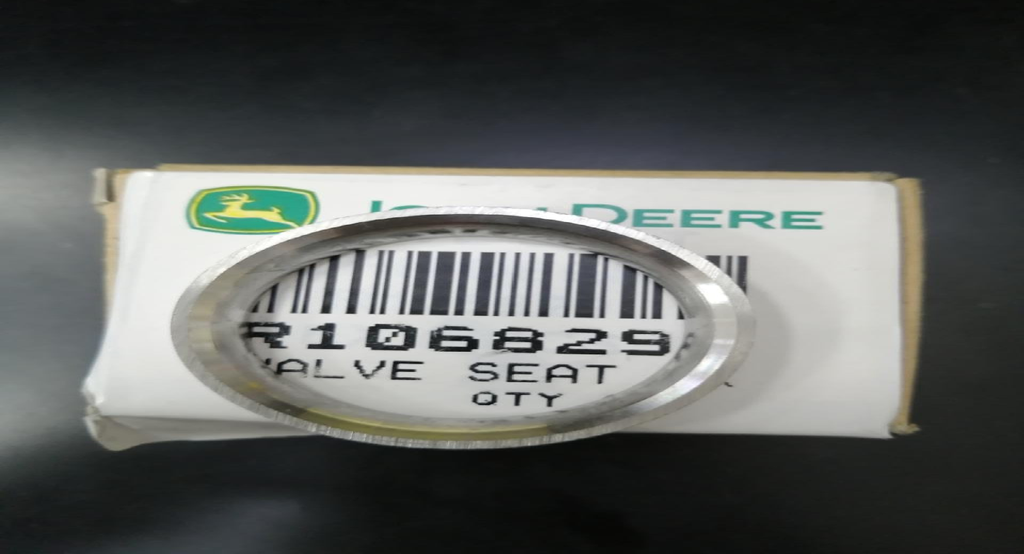 DEERE
R106829
VALVE SEAT
QTY